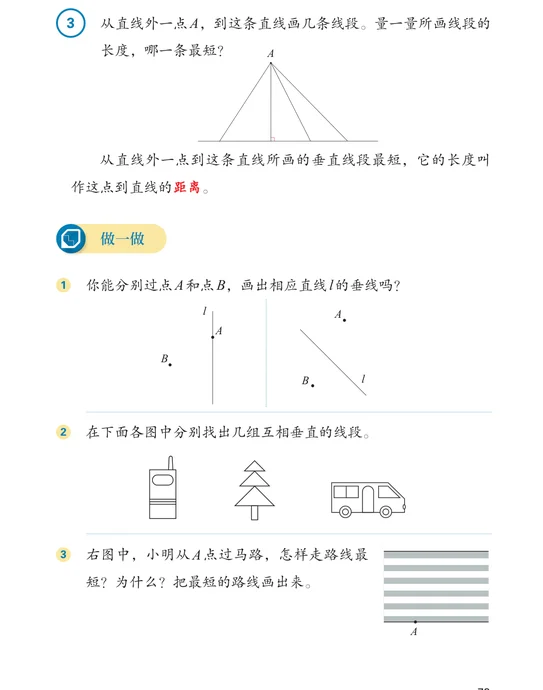 3 从直线外一点A，到这条直线画几条线段。量一量所画线段的
长度，哪一条最短？
A
从直线外一点到这条直线所画的垂直线段最短，它的长度叫
作这点到直线的距离。
做一做
1 你能分别过点A和点B，画出相应直线l的垂线吗？
l
A
B
A
B
l
2 在下面各图中分别找出几组互相垂直的线段。
3 右图中，小明从A点过马路，怎样走路线最
短？为什么？把最短的路线画出来。
A